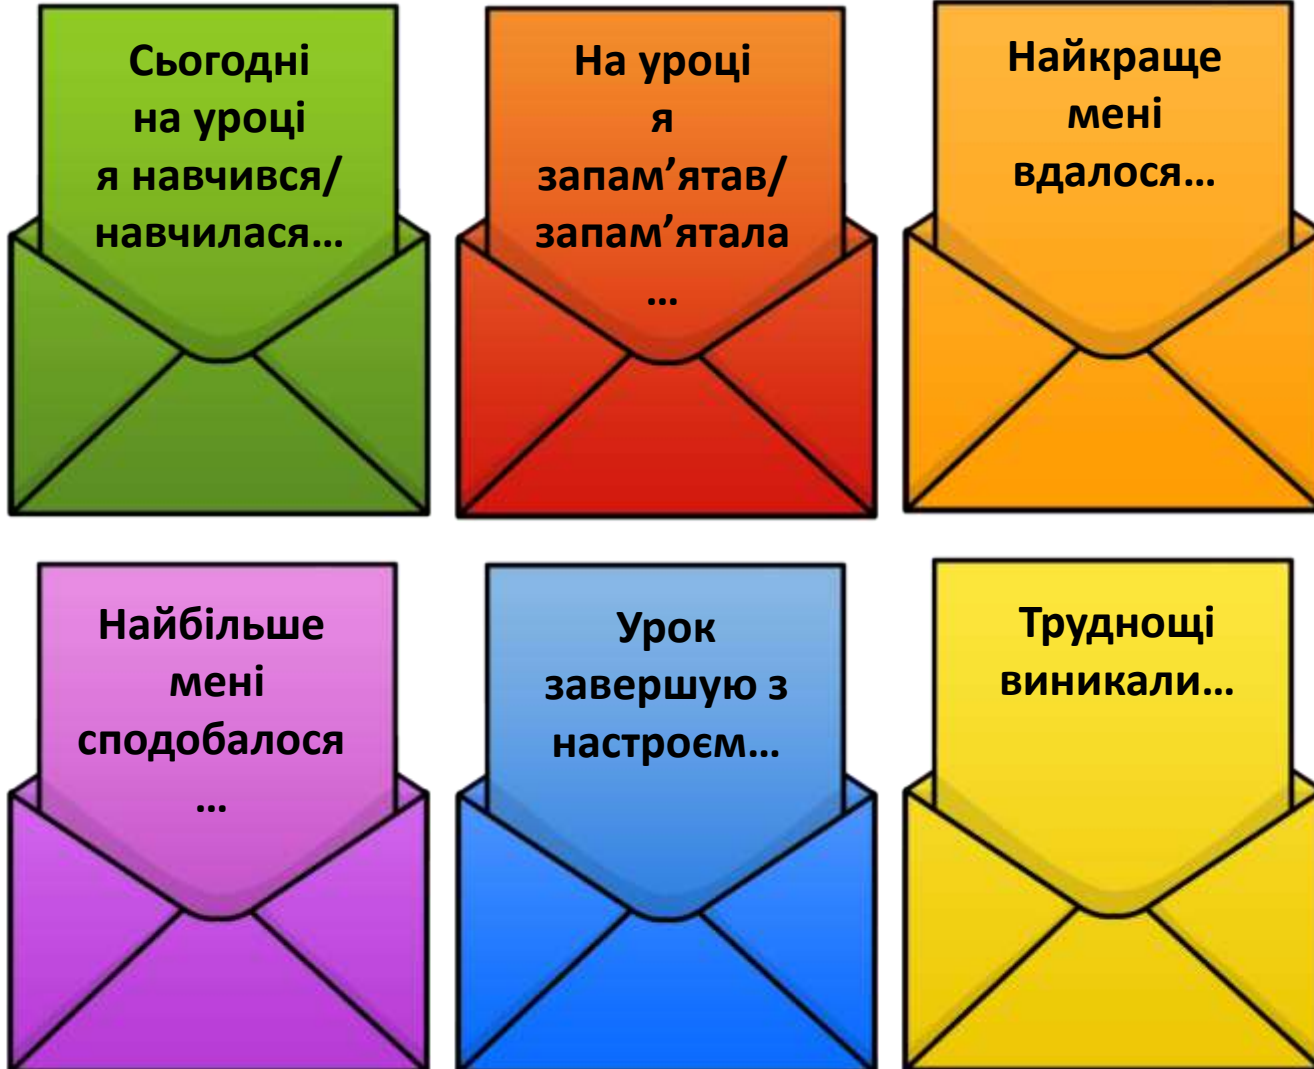 Сьогодні
на уроці
я навчився/
навчилася...
На уроці
я
запам’ятав/
запам’ятала
...
Найкраще
мені
вдалося...
Найбільше
мені
сподобалося
...
Урок
завершую з
настроєм...
Труднощі
виникали...